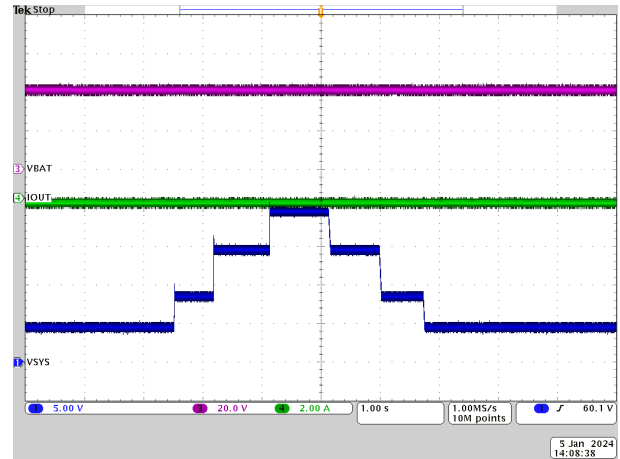 Tek Stop
3 VBAT
4 IOUT
1 VSYS
1 5.00 V 3 20.0 V 4 2.00 A 1.00 s 1.00MS/s 1 60.1 V
10M points
5 Jan 2024
14:08:38